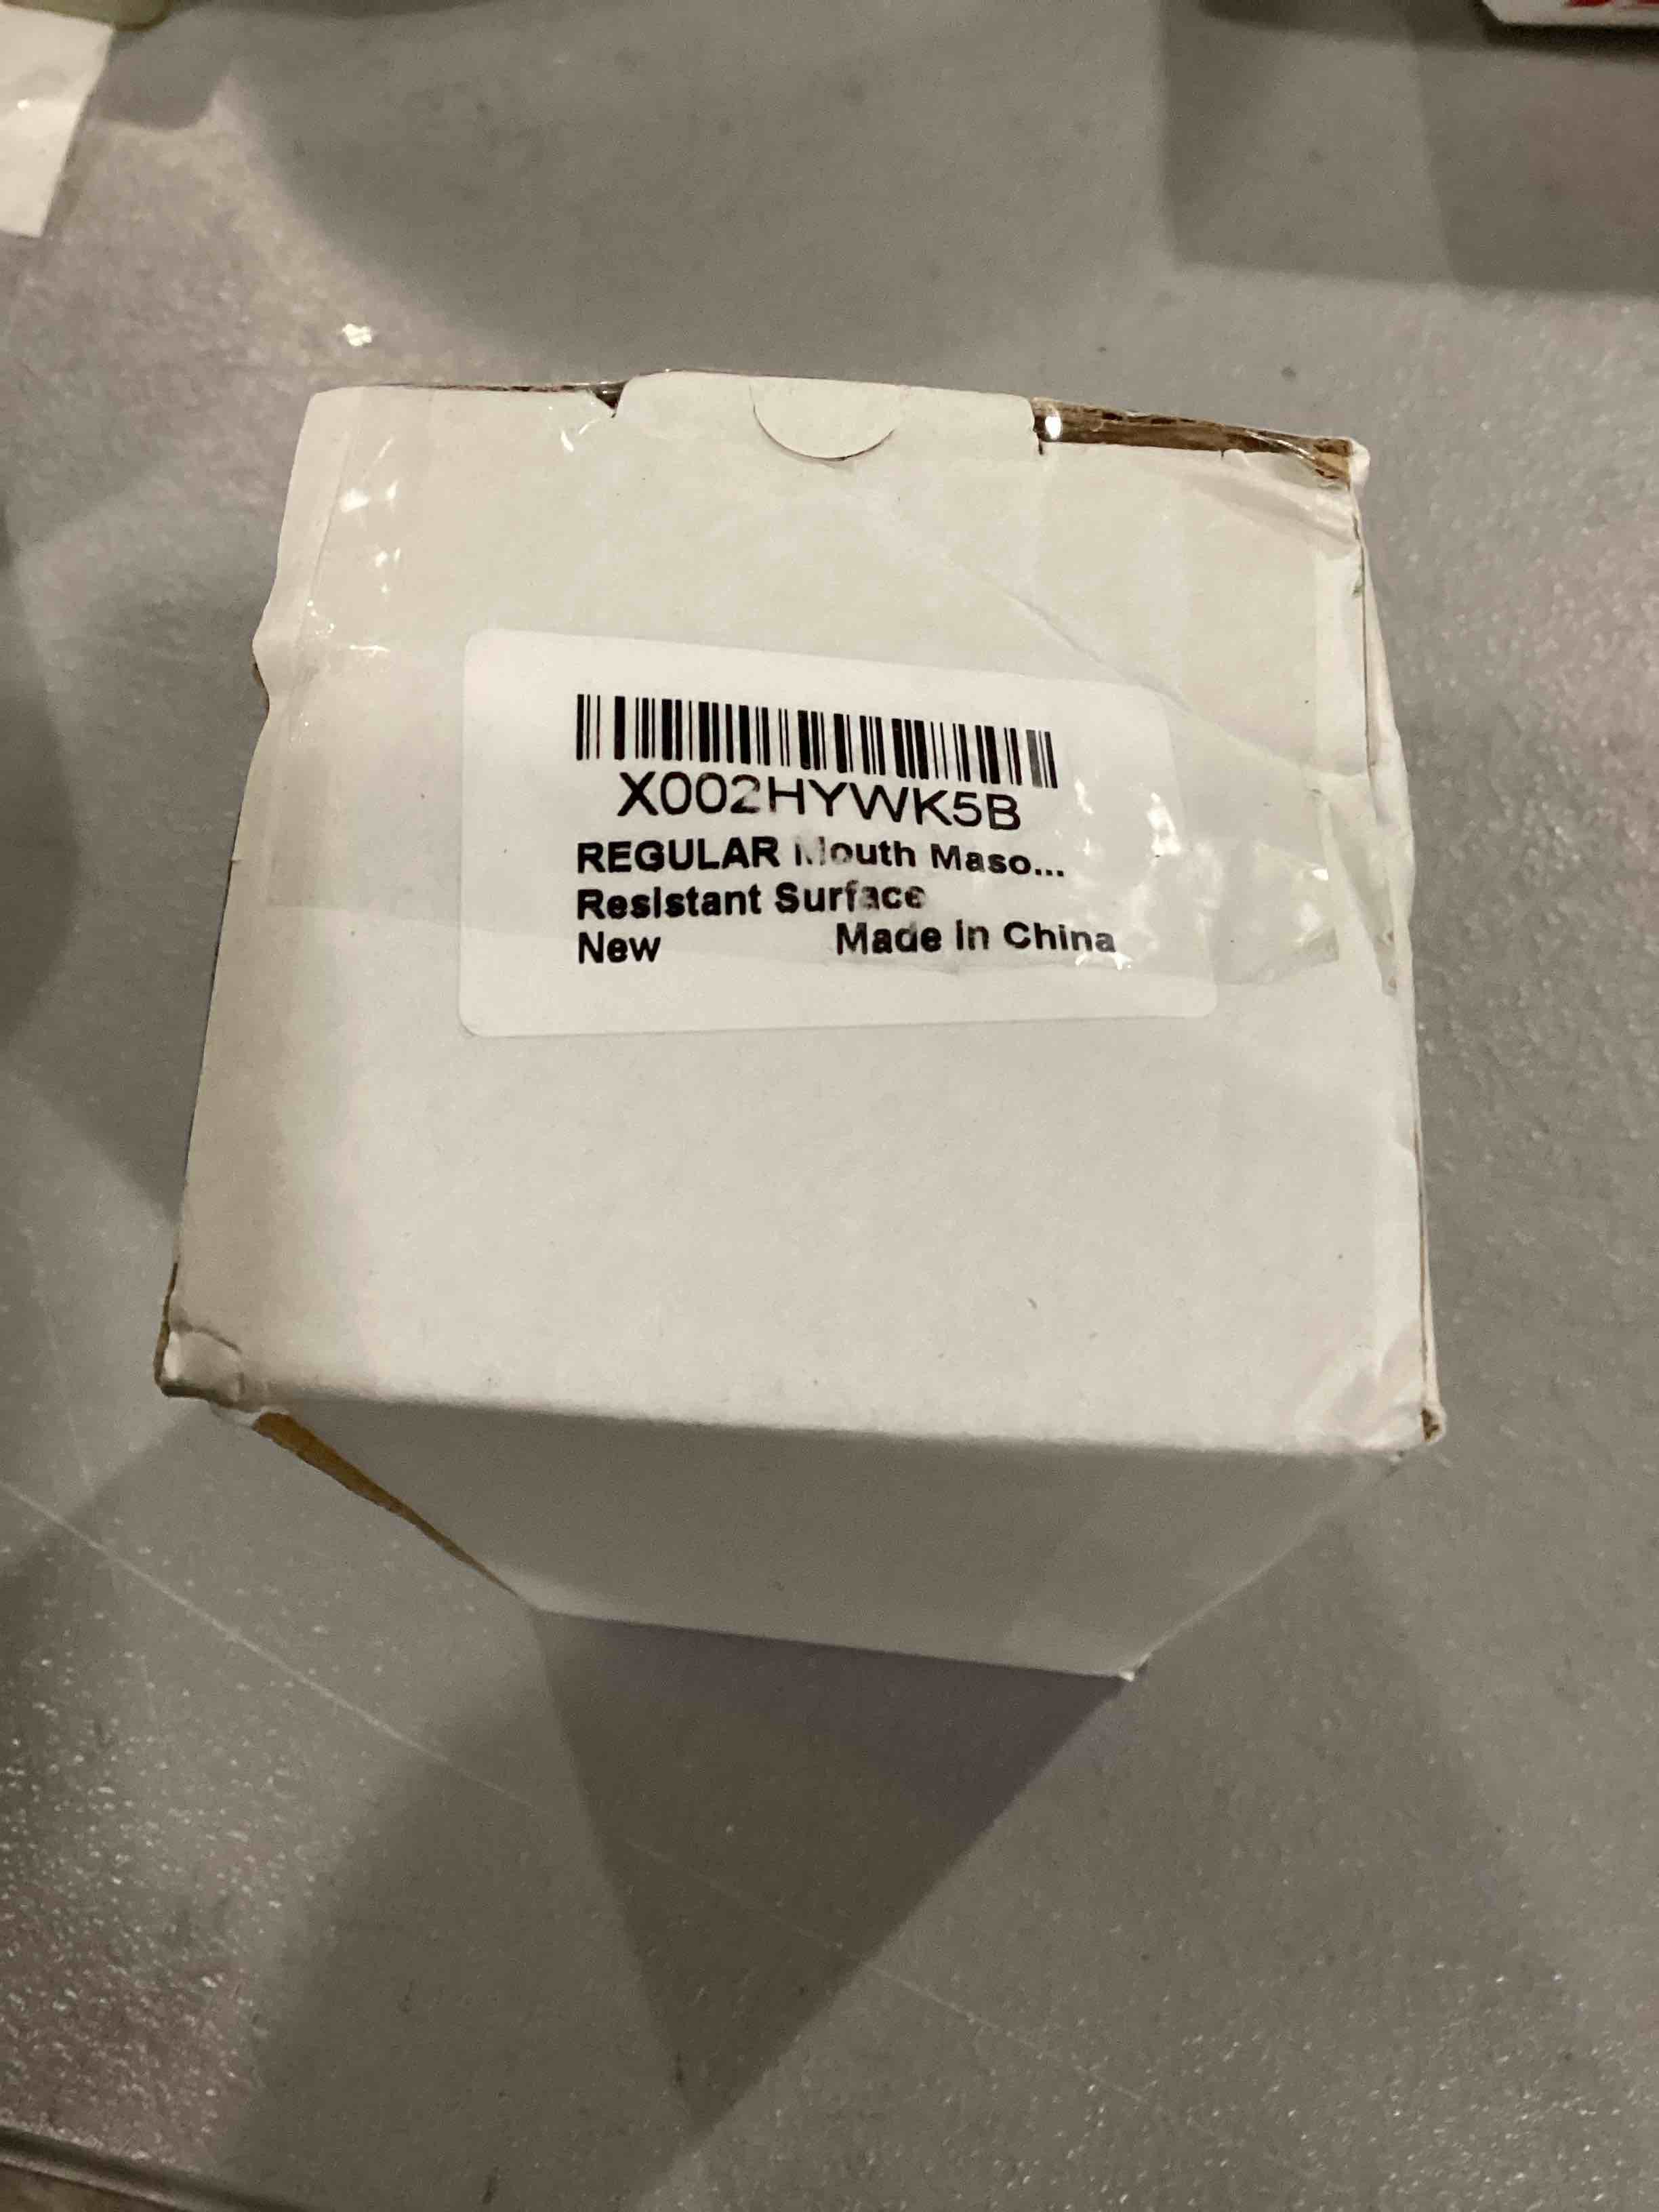 X002HYWK5B
REGULAR Mouth Maso...
Resistant Surface
New Made in China